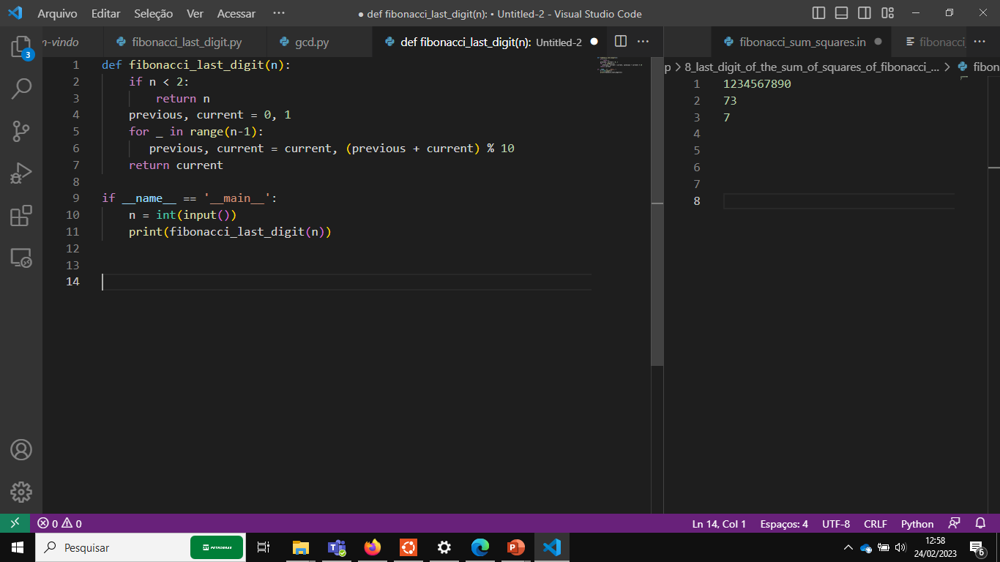 Arquivo Editar Seleção Ver Acessar ··· ● def fibonacci_last_digit(n): • Untitled-2 - Visual Studio Code
n-vindo fibonacci_last_digit.py gcd.py def fibonacci_last_digit(n): Untitled-2 ● ··· fibonacci_sum_squares.in ● fibonacci_ ···
3
p > 8_last_digit_of_the_sum_of_squares_of_fibonacci_... > fibon
1 def fibonacci_last_digit(n):
2 if n < 2:
3 return n
4 previous, current = 0, 1
5 for _ in range(n-1):
6 previous, current = current, (previous + current) % 10
7 return current
8
9 if __name__ == '__main__':
10 n = int(input())
11 print(fibonacci_last_digit(n))
12
13
14
1 1234567890
2 73
3 7
4
5
6
7
8
0 0 Ln 14, Col 1 Espaços: 4 UTF-8 CRLF Python
Pesquisar PETROBRAS 12:58
24/02/2023 6